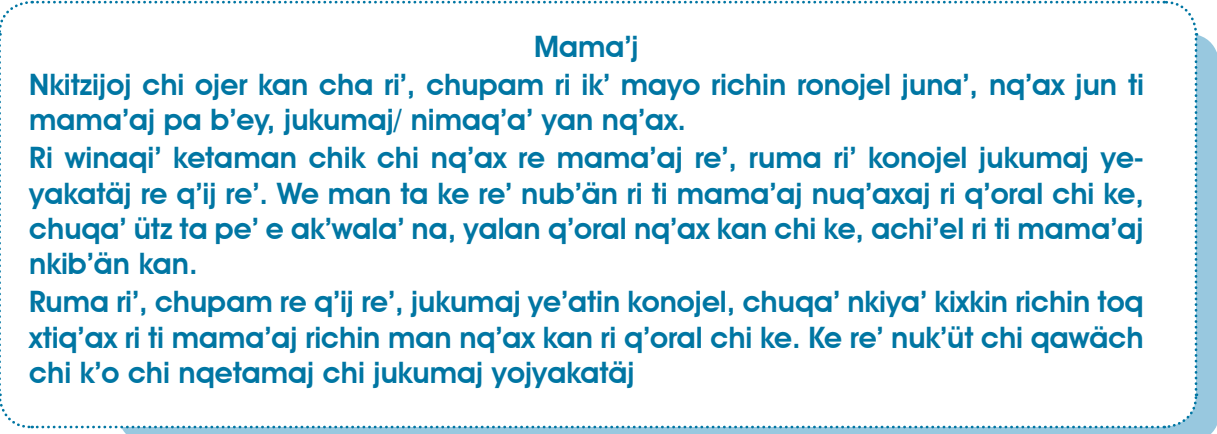 Mama’j
Nkitzijoj chi ojer kan cha ri’, chupam ri ik’ mayo richin ronojel juna’, nq’ax jun ti
mama’aj pa b’ey, jukumaj/ nimaq’a’ yan nq’ax.
Ri winaqi’ ketaman chik chi nq’ax re mama’aj re’, ruma ri’ konojel jukumaj ye-
yakatäj re q’ij re’. We man ta ke re’ nub’än ri ti mama’aj nuq’axaj ri q’oral chi ke,
chuqa’ ütz ta pe’ e ak’wala’ na, yalan q’oral nq’ax kan chi ke, achi’el ri ti mama’aj
nkib’än kan.
Ruma ri’, chupam re q’ij re’, jukumaj ye’atin konojel, chuqa’ nkiya’ kixkin richin toq
xtiq’ax ri ti mama’aj richin man nq’ax kan ri q’oral chi ke. Ke re’ nuk’üt chi qawäch
chi k’o chi nqetamaj chi jukumaj yojyakatäj